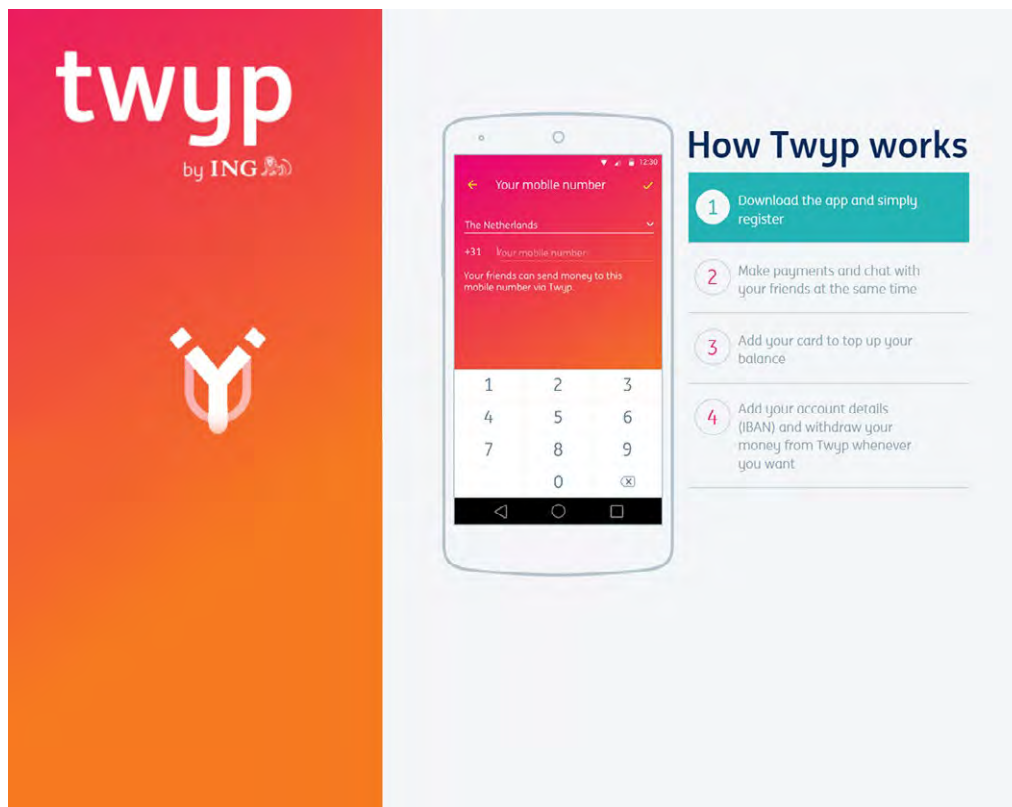 twyp
by ING
12:30
Your mobile number
The Netherlands
+31 Your mobile number
Your friends can send money to this
mobile number via Twyp.
1 2 3
4 5 6
7 8 9
0
How Twyp works
1 Download the app and simply
register
2 Make payments and chat with
your friends at the same time
3 Add your card to top up your
balance
4 Add your account details
(IBAN) and withdraw your
money from Twyp whenever
you want